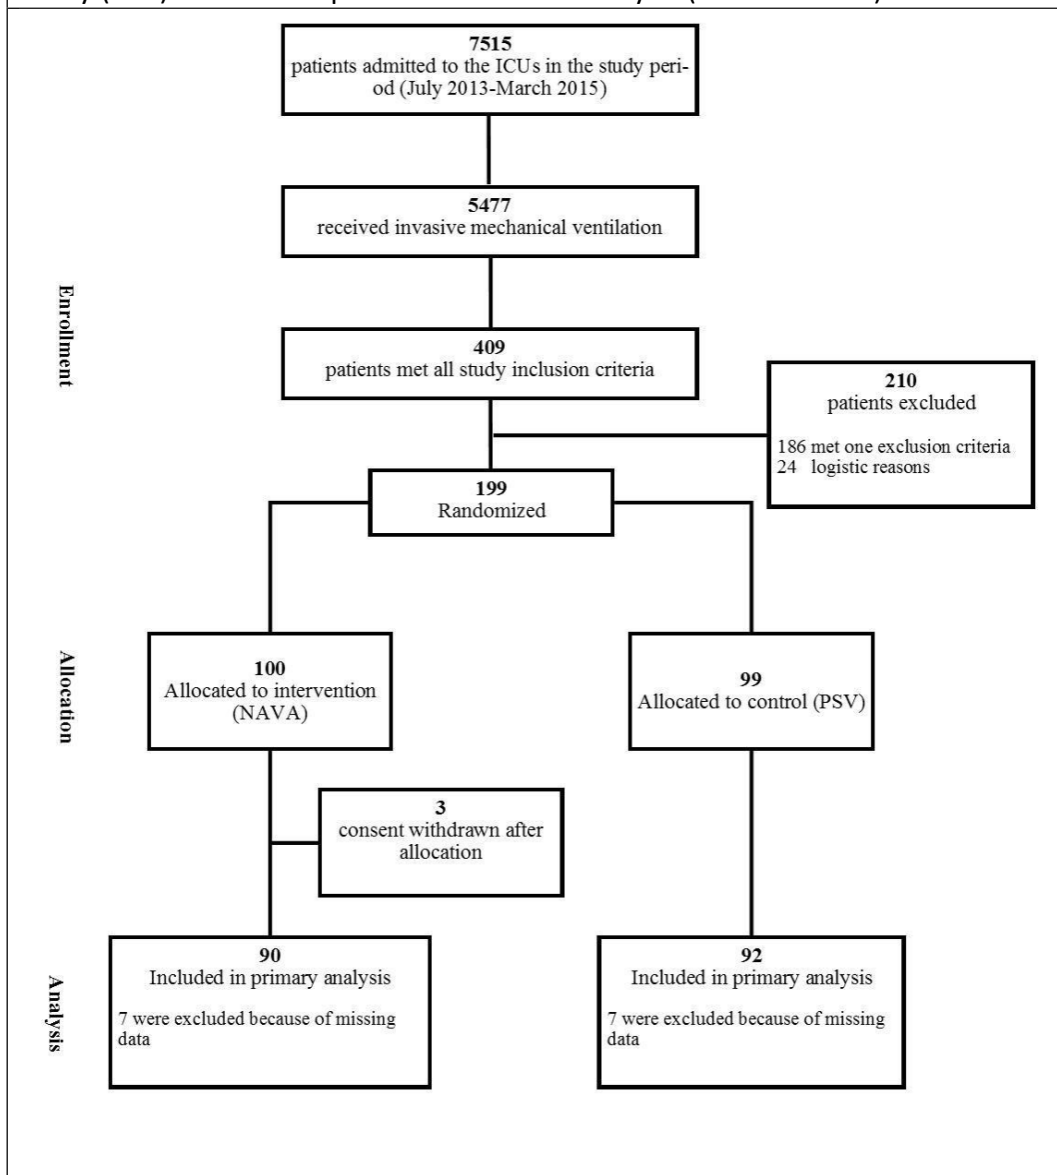 7515
patients admitted to the ICUs in the study peri-
od (July 2013-March 2015)
5477
received invasive mechanical ventilation
Enrollment
409
patients met all study inclusion criteria
210
patients excluded
186 met one exclusion criteria
24 logistic reasons
199
Randomized
Allocation
100
Allocated to intervention
(NAVA)
99
Allocated to control (PSV)
3
consent withdrawn after
allocation
Analysis
90
Included in primary analysis
7 were excluded because of missing
data
92
Included in primary analysis
7 were excluded because of missing
data